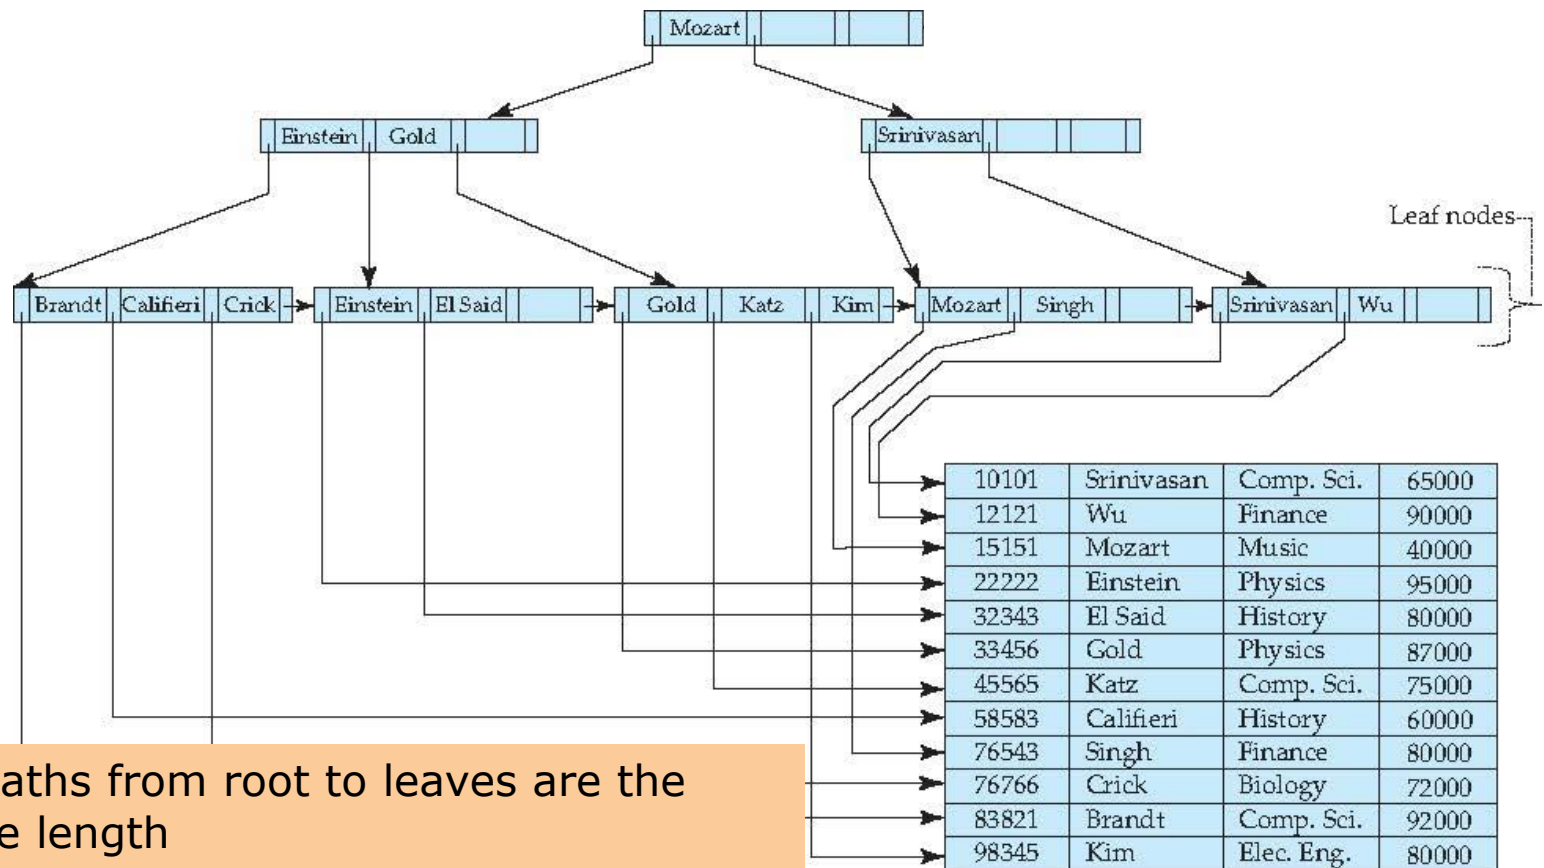 Mozart
Einstein Gold
Srinivasan
Leaf nodes
Brandt Califieri Crick Einstein El Said Gold Katz Kim Mozart Singh Srinivasan Wu
10101 Srinivasan Comp. Sci. 65000
12121 Wu Finance 90000
15151 Mozart Music 40000
22222 Einstein Physics 95000
32343 El Said History 80000
33456 Gold Physics 87000
45565 Katz Comp. Sci. 75000
58583 Califieri History 60000
76543 Singh Finance 80000
76766 Crick Biology 72000
83821 Brandt Comp. Sci. 92000
98345 Kim Elec. Eng. 80000
aths from root to leaves are the
e length